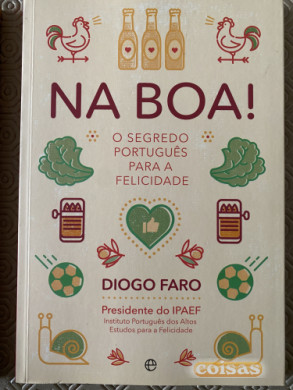 NA BOA!
O SEGREDO
PORTUGUÊS
PARA A
FELICIDADE
DIOGO FARO
Presidente do IPAEF
Instituto Português dos Altos
Estudos para a Felicidade
coisas